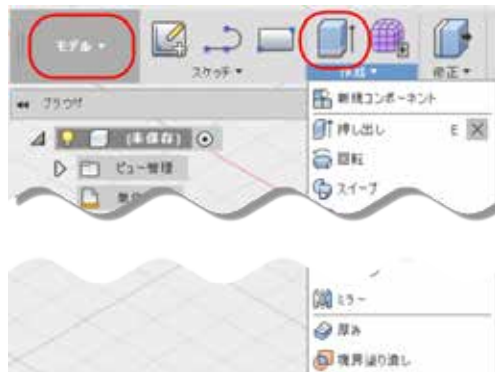 モデル ▾
スケッチ ▾
作成 ▾
修正 ▾
ブラウザ
新規コンポーネント
(未保存)
押し出し E
ビュー管理
回転
スイープ
ミラー
厚み
境界塗り潰し